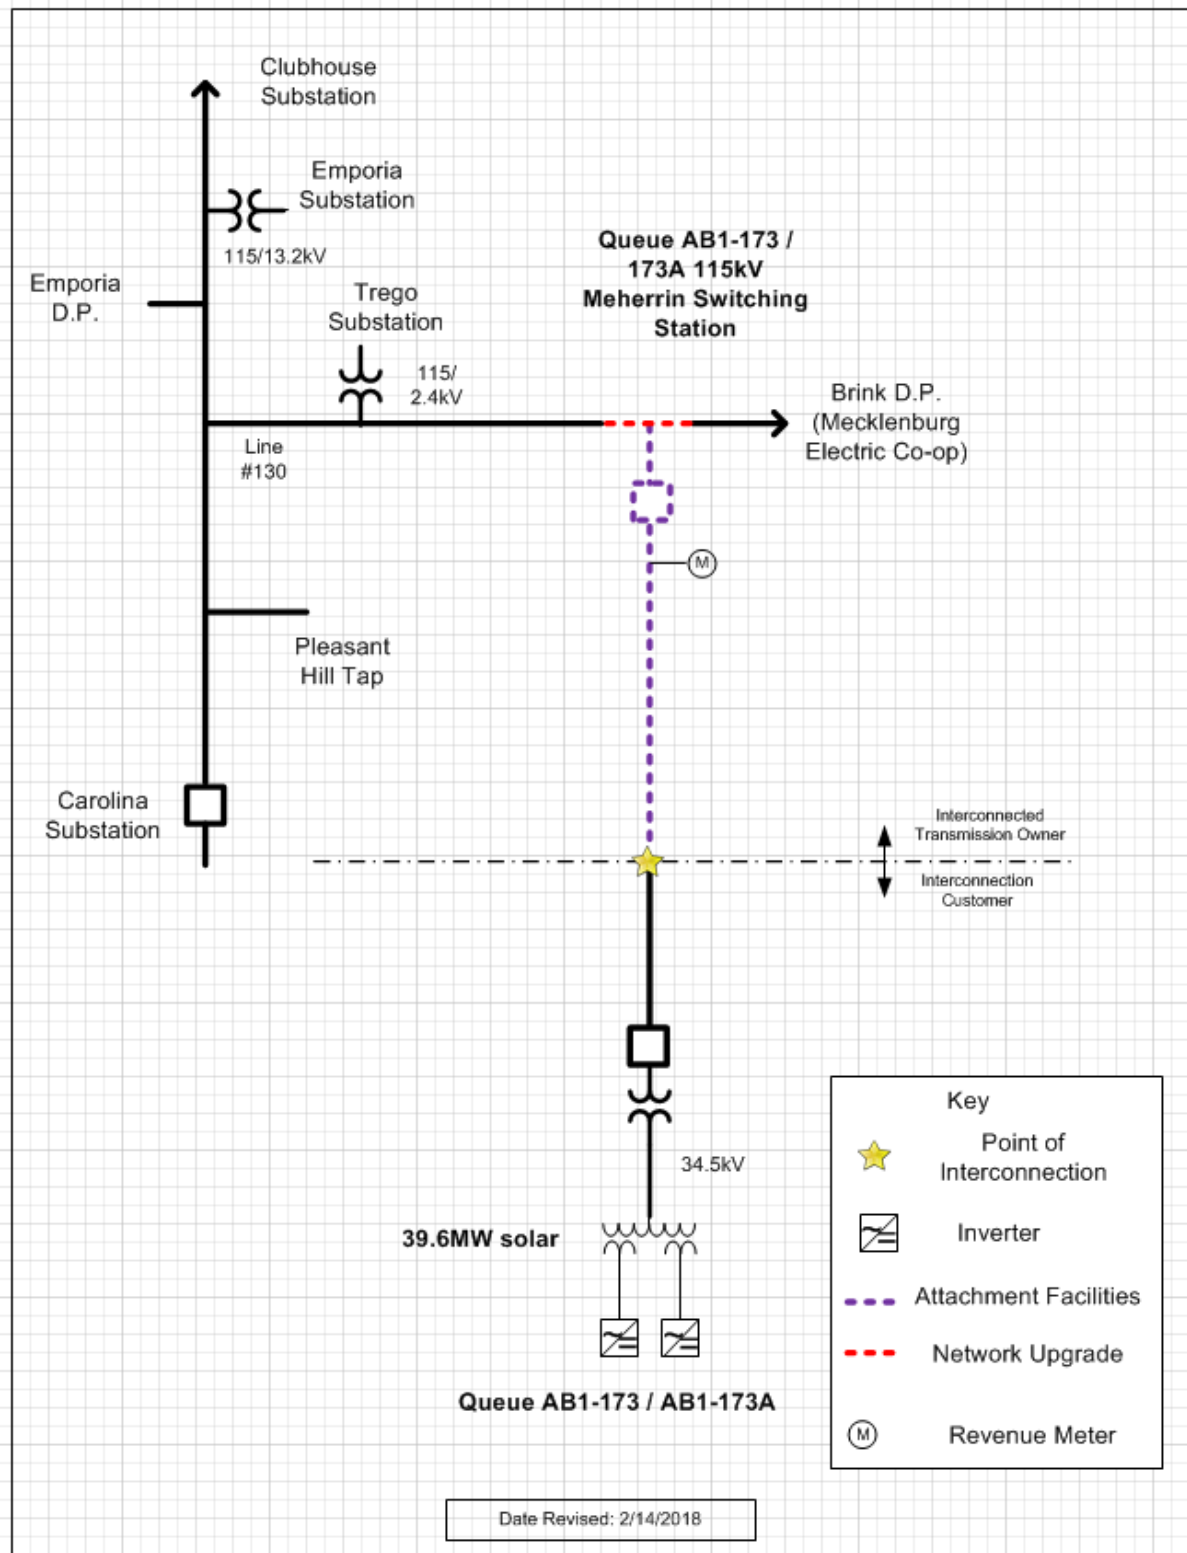 Clubhouse
Substation
Emporia
Substation
115/13.2kV
Emporia
D.P.
Trego
Substation
115/
2.4kV
Queue AB1-173 /
173A 115kV
Meherrin Switching
Station
Brink D.P.
(Mecklenburg
Electric Co-op)
Line
#130
M
Pleasant
Hill Tap
Carolina
Substation
Interconnected
Transmission Owner
Interconnection
Customer
34.5kV
39.6MW solar
Queue AB1-173 / AB1-173A
Key
Point of
Interconnection
Inverter
Attachment Facilities
Network Upgrade
M
Revenue Meter
Date Revised: 2/14/2018